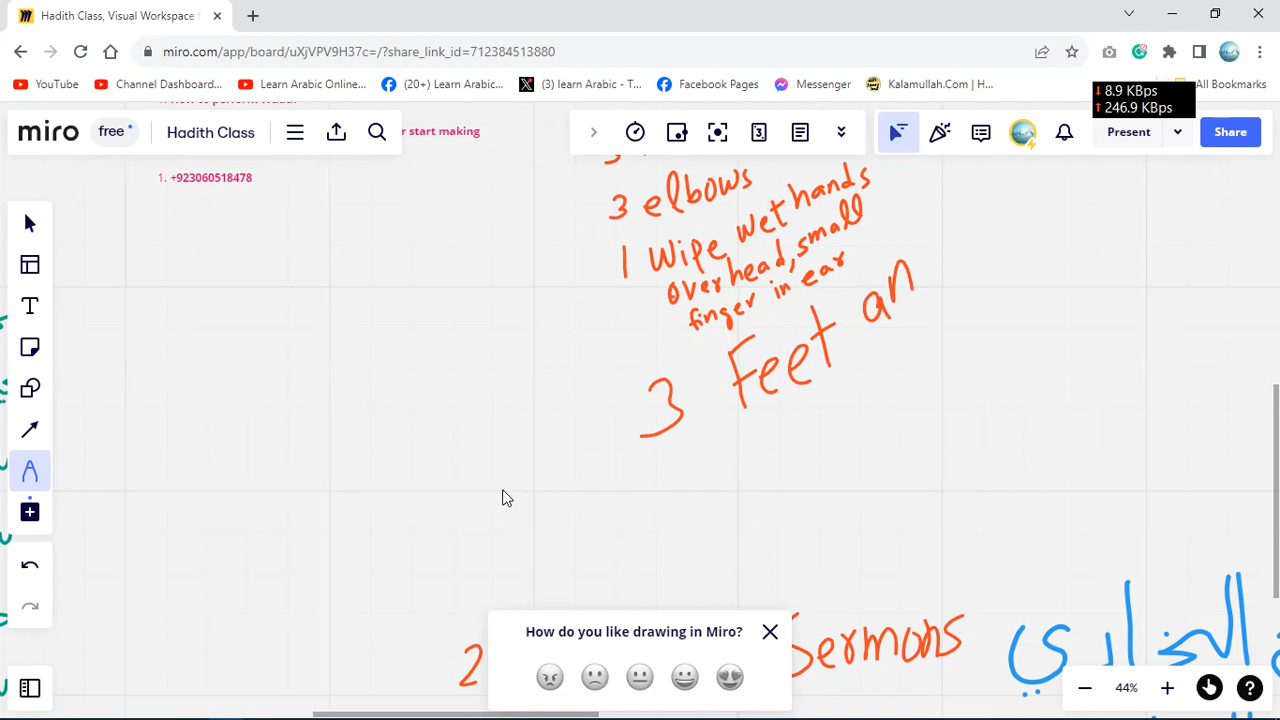 Hadith Class, Visual Workspace f
miro.com/app/board/uXjVPV9H37c=/?share_link_id=712384513880
YouTube
Channel Dashboard...
Learn Arabic Online...
(20+) Learn Arabic...
(3) learn Arabic - T...
Facebook Pages
Messenger
Kalamullah.Com | H...
All Bookmarks
↓ 8.9 KBps
↑ 246.9 KBps
miro
free
Hadith Class
Present
Share
r start making
1. +923060518478
3 elbows
1 Wipe wet hands
over head, small
finger in ear
3 Feet an
How do you like drawing in Miro?
2
Sermons
البخاري
44%